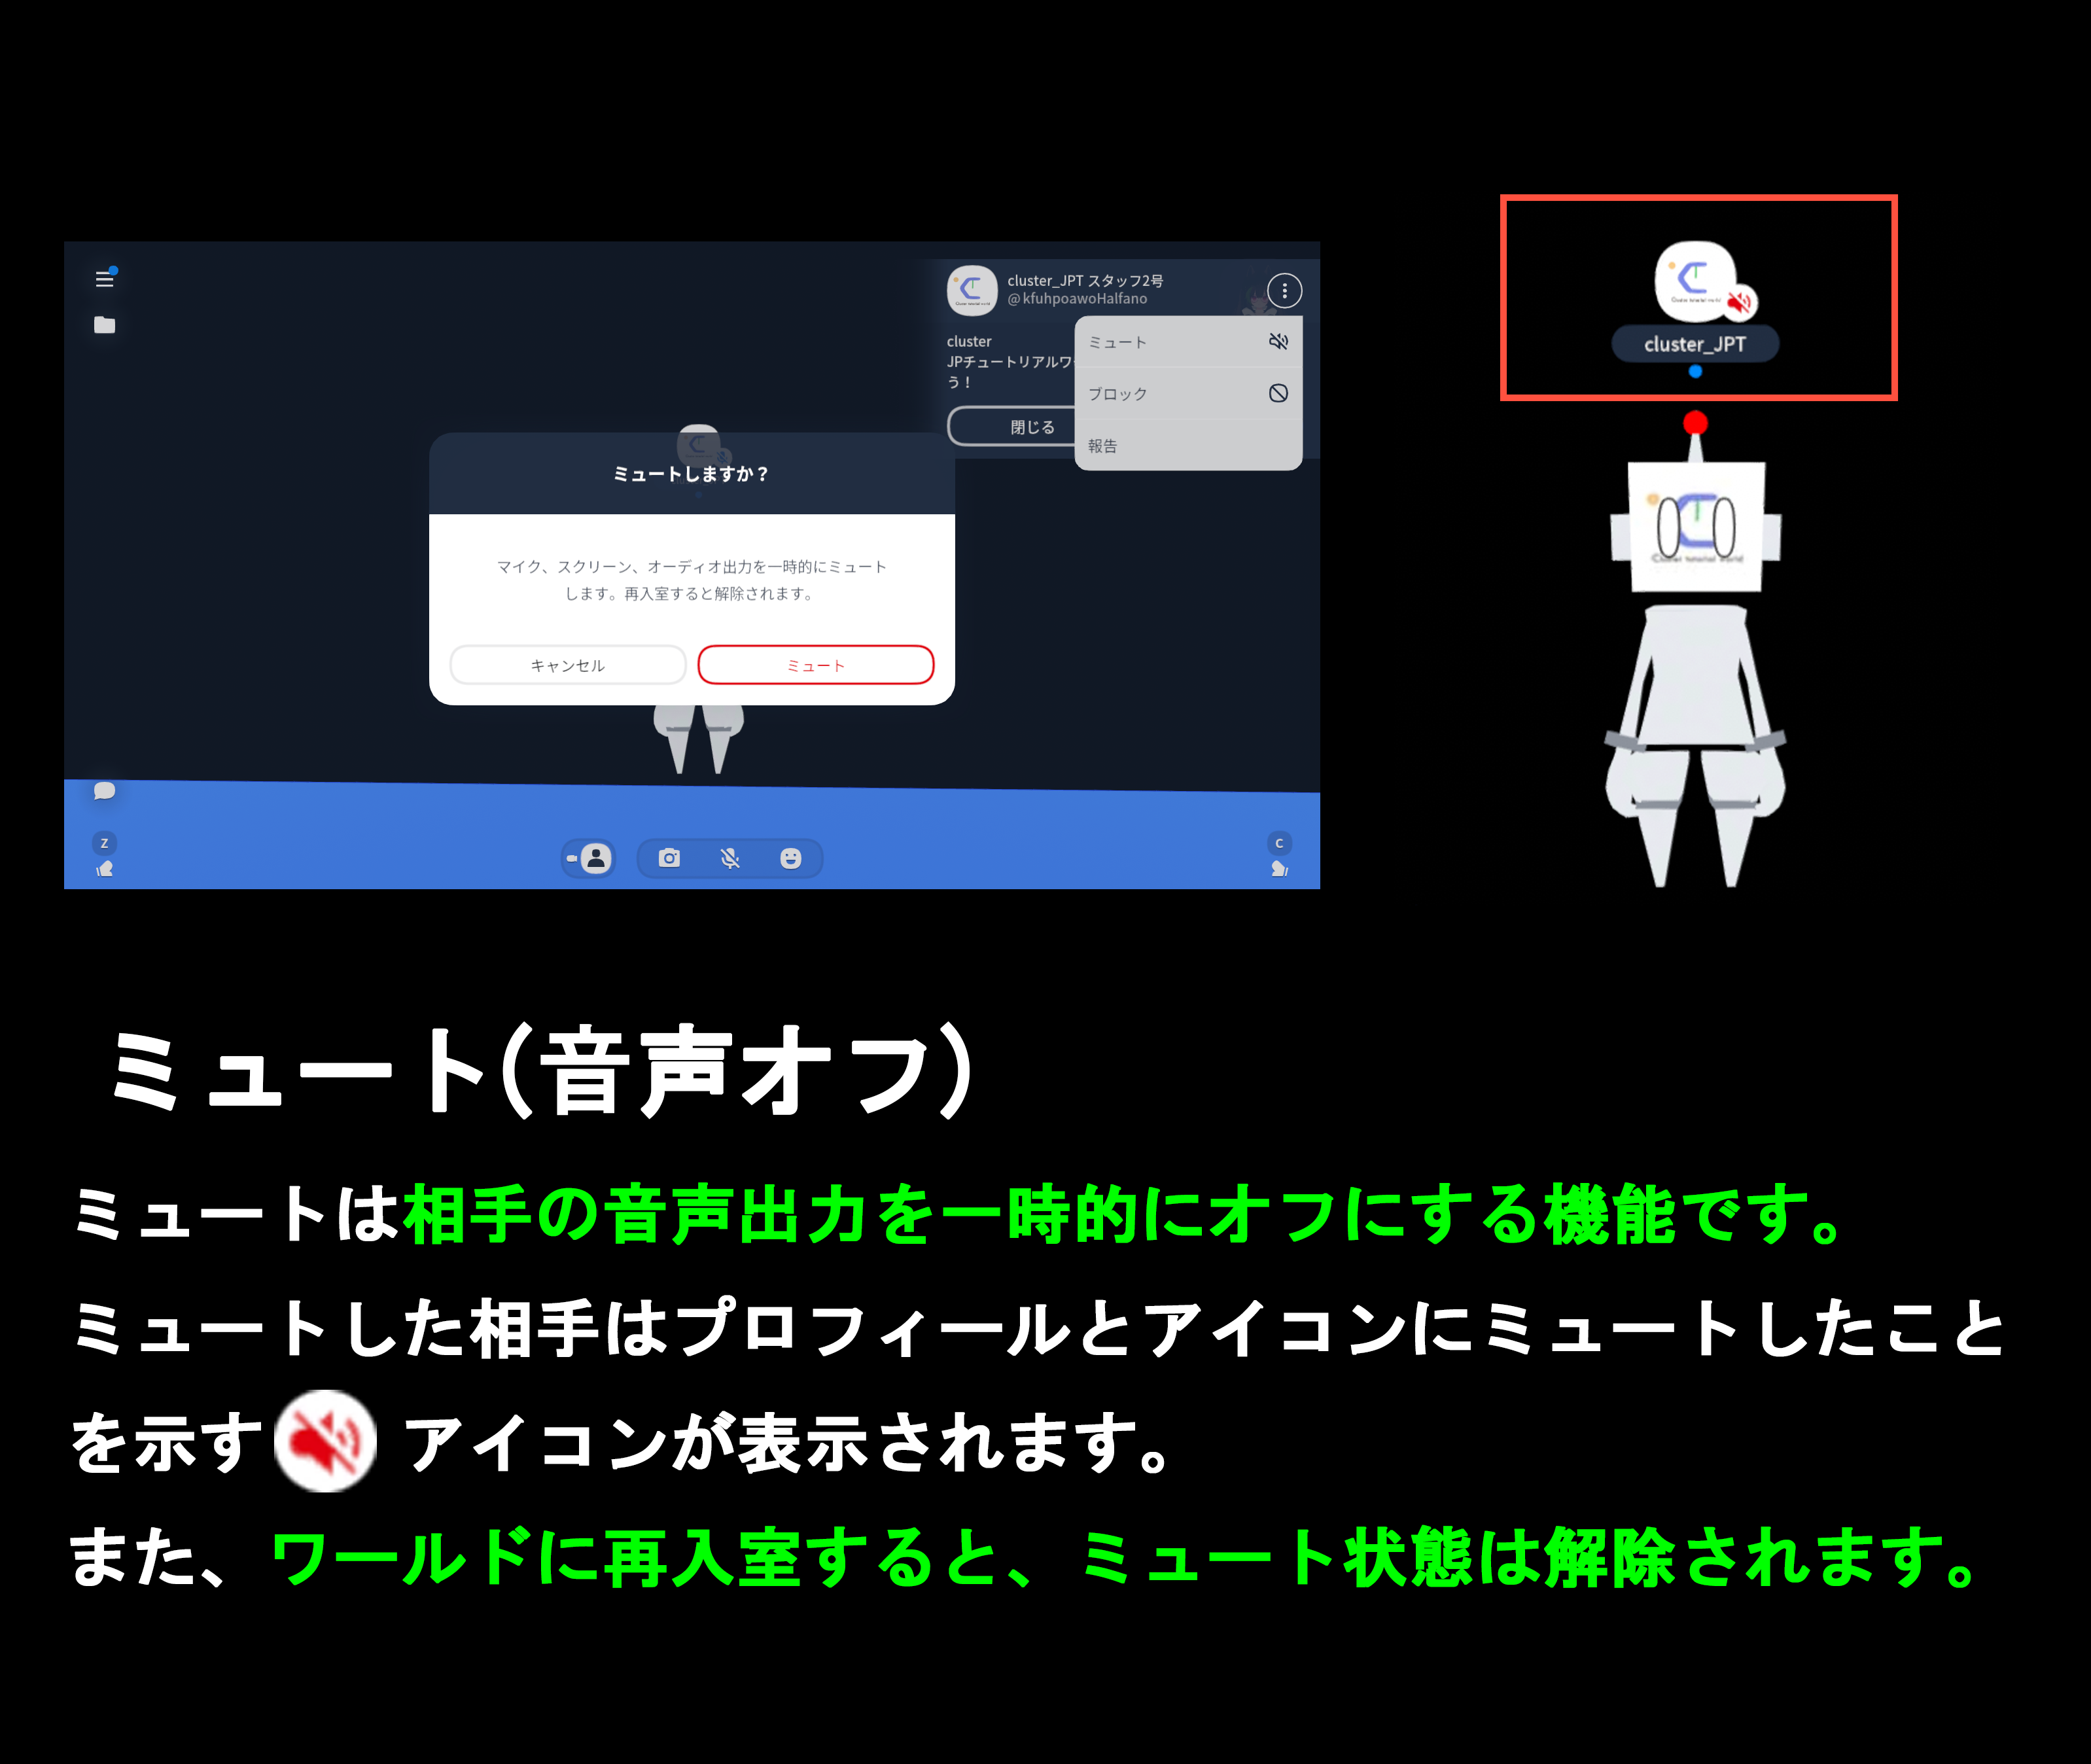 cluster_JPT スタッフ2号
@kfuhpoawoHalfano
cluster
JPチュートリアルワ
う！
閉じる
ミュート
ブロック
報告
ミュートしますか？
マイク、スクリーン、オーディオ出力を一時的にミュート
します。再入室すると解除されます。
キャンセル
ミュート
Z
C
cluster_JPT
Cluster tutorial world
ミュート(音声オフ)
ミュートは相手の音声出力を一時的にオフにする機能です。
ミュートした相手はプロフィールとアイコンにミュートしたこと
を示す アイコンが表示されます。
また、ワールドに再入室すると、ミュート状態は解除されます。